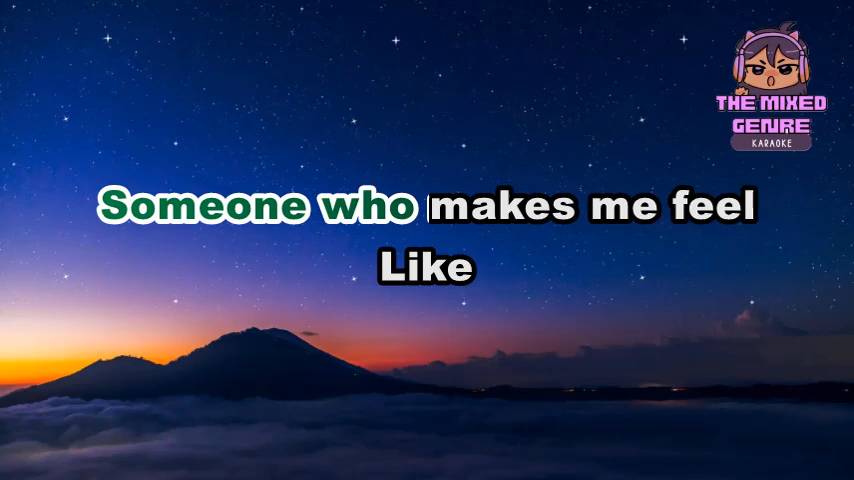 THE MIXED
GENRE
KARAOKE
Someone who makes me feel
Like